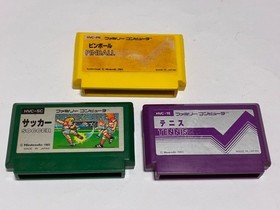 ファミリー コンピュータ
ピンボール
PINBALL
ファミリー コンピュータ
サッカー
SOCCER
ファミリー コンピュータ
テニス
TENNIS